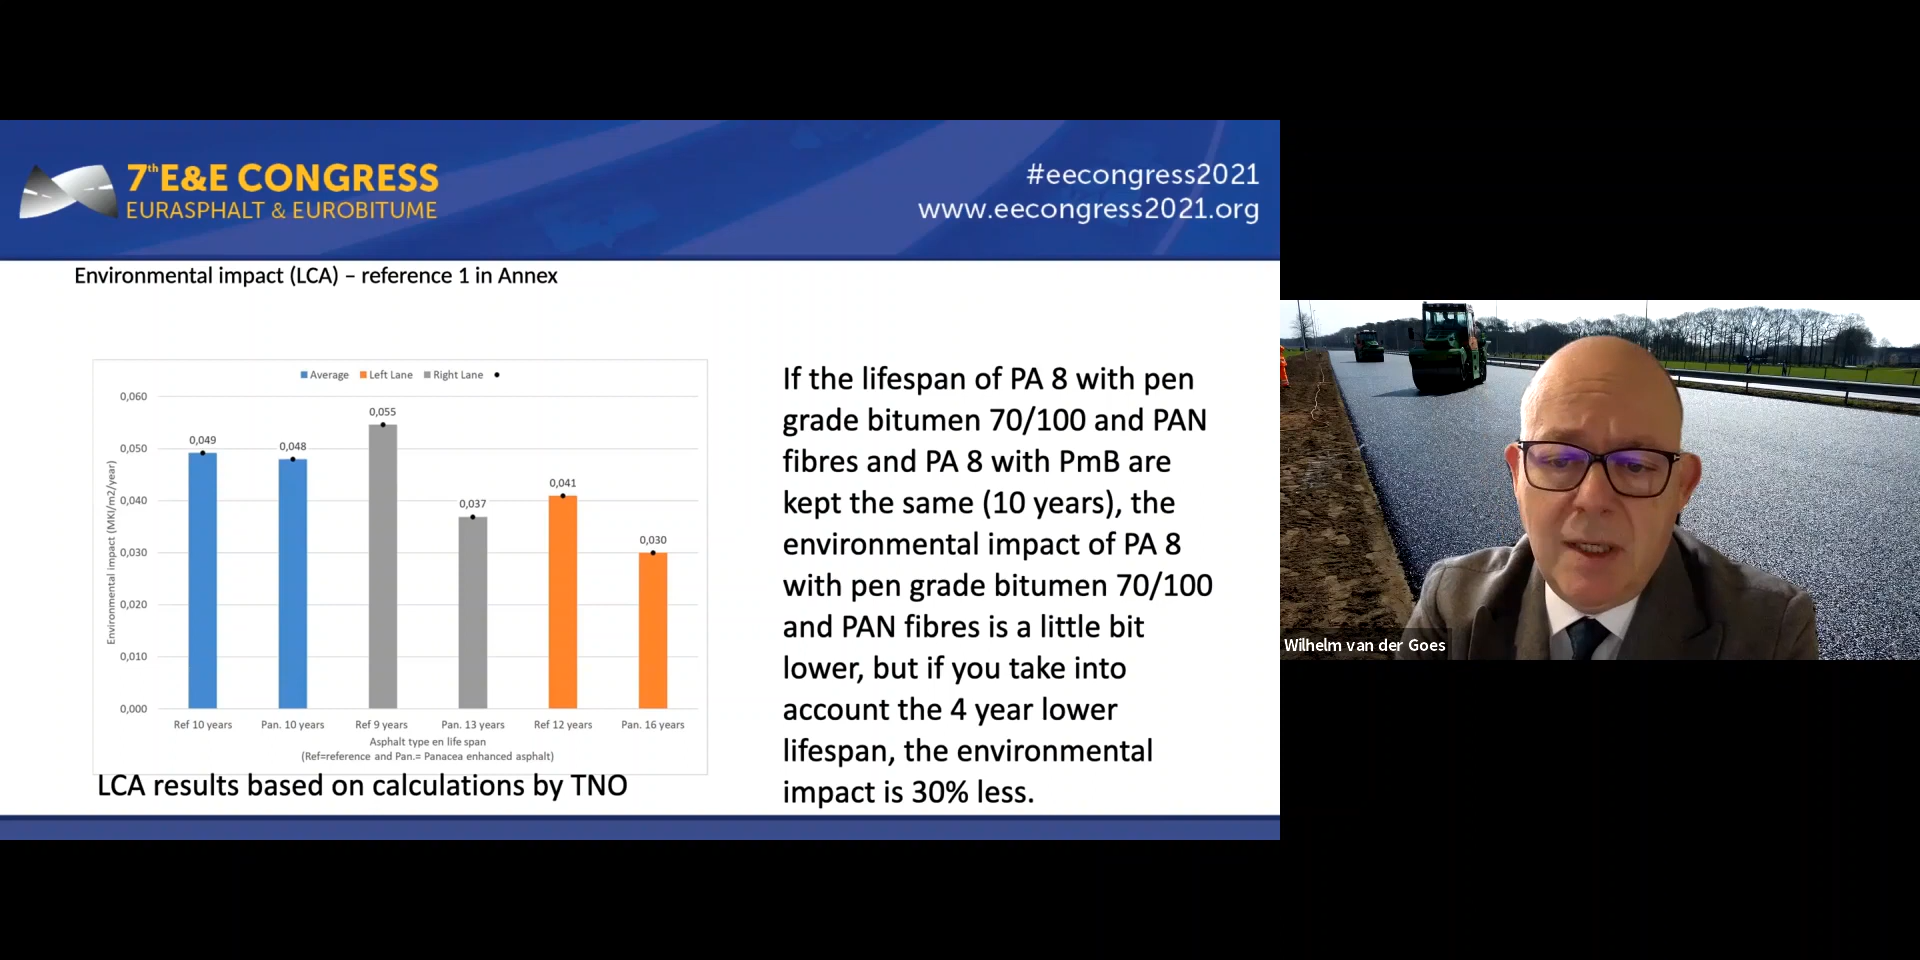 7th E&E CONGRESS
EURASPHALT & EUROBITUME
#eecongress2021
www.eecongress2021.org
Environmental impact (LCA) – reference 1 in Annex
Average Left Lane Right Lane
Environmental impact (MKI/m2/year)
0,060
0,050
0,040
0,030
0,020
0,010
0,000
0,049
0,048
0,055
0,037
0,041
0,030
Ref 10 years Pan. 10 years Ref 9 years Pan. 13 years Ref 12 years Pan. 16 years
Asphalt type en life span
(Ref=reference and Pan.= Panacea enhanced asphalt)
LCA results based on calculations by TNO
If the lifespan of PA 8 with pen
grade bitumen 70/100 and PAN
fibres and PA 8 with PmB are
kept the same (10 years), the
environmental impact of PA 8
with pen grade bitumen 70/100
and PAN fibres is a little bit
lower, but if you take into
account the 4 year lower
lifespan, the environmental
impact is 30% less.
Wilhelm van der Goes